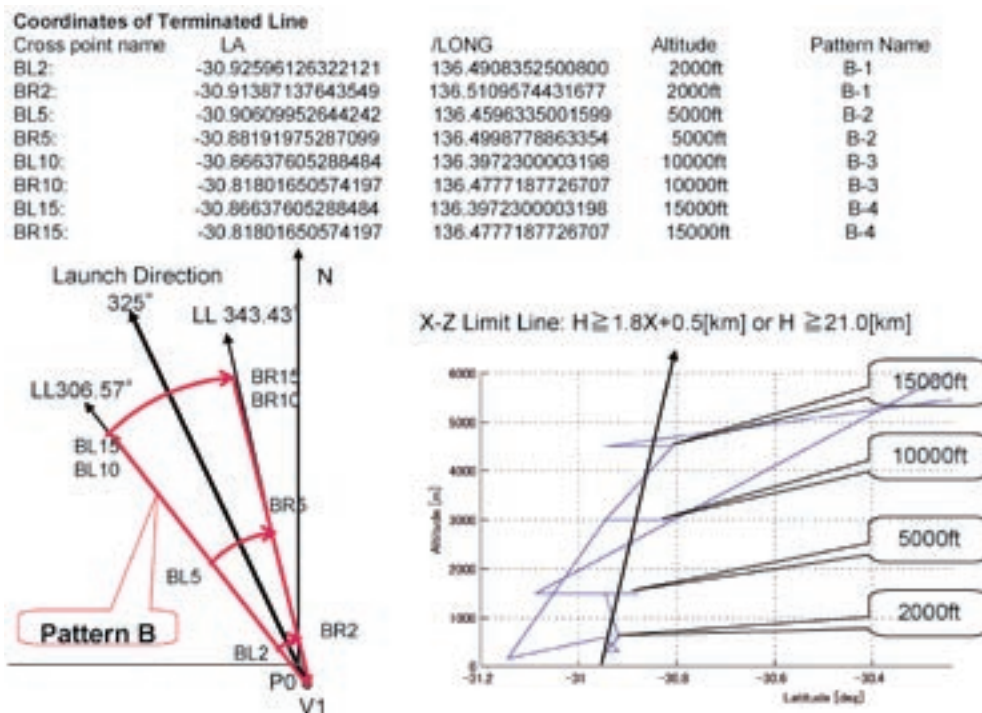 Coordinates of Terminated Line
Cross point name LA /LONG Altitude Pattern Name
BL2: -30.92596126322121 136.4908352500800 2000ft B-1
BR2: -30.91387137643549 136.5109574431677 2000ft B-1
BL5: -30.90609952644242 136.4596335001599 5000ft B-2
BR5: -30.88191975287099 136.4998778863354 5000ft B-2
BL10: -30.86637605288484 136.3972300003198 10000ft B-3
BR10: -30.81801650574197 136.4777187726707 10000ft B-3
BL15: -30.86637605288484 136.3972300003198 15000ft B-4
BR15: -30.81801650574197 136.4777187726707 15000ft B-4
Launch Direction
325°
N
LL 343.43°
LL306.57°
BR15
BR10
BL15
BL10
BR5
BL5
Pattern B
BR2
BL2
P0
V1
X-Z Limit Line: H≧1.8X+0.5[km] or H ≧21.0[km]
6000
5000
4000
3000
2000
1000
0
Altitude [m]
15000ft
10000ft
5000ft
2000ft
-31.2 -31 -30.8 -30.6 -30.4
Latitude [deg]